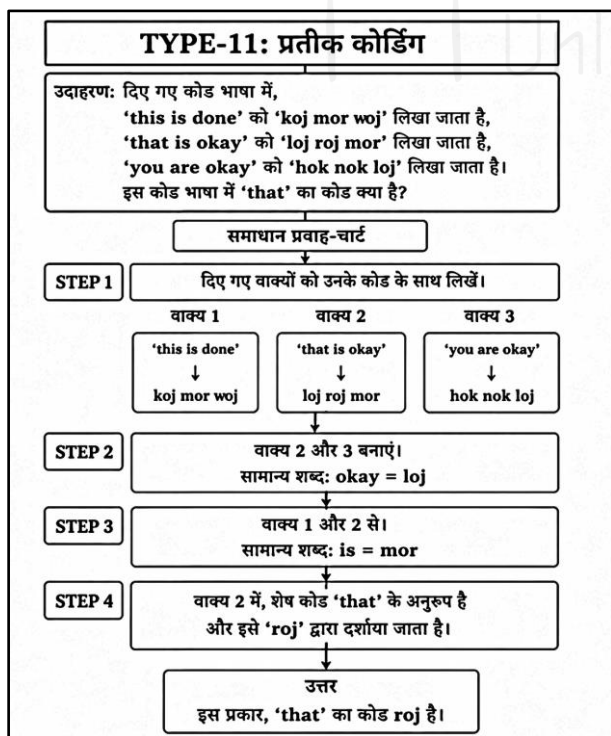 TYPE-11: प्रतीक कोर्डिंग
उदाहरण: दिए गए कोड भाषा में,
‘this is done’ को ‘koj mor woj’ लिखा जाता है,
‘that is okay’ को ‘loj roj mor’ लिखा जाता है,
‘you are okay’ को ‘hok nok loj’ लिखा जाता है।
इस कोड भाषा में ‘that’ का कोड क्या है?
समाधान प्रवाह-चार्ट
STEP 1
दिए गए वाक्यों को उनके कोड के साथ लिखें।
वाक्य 1
‘this is done’
koj mor woj
वाक्य 2
‘that is okay’
loj roj mor
वाक्य 3
‘you are okay’
hok nok loj
STEP 2
वाक्य 2 और 3 बनाएं।
सामान्य शब्द: okay = loj
STEP 3
वाक्य 1 और 2 से।
सामान्य शब्द: is = mor
STEP 4
वाक्य 2 में, शेष कोड ‘that’ के अनुरुप है
और इसे ‘roj’ द्वारा दर्शाया जाता है।
उत्तर
इस प्रकार, ‘that’ का कोड roj है।